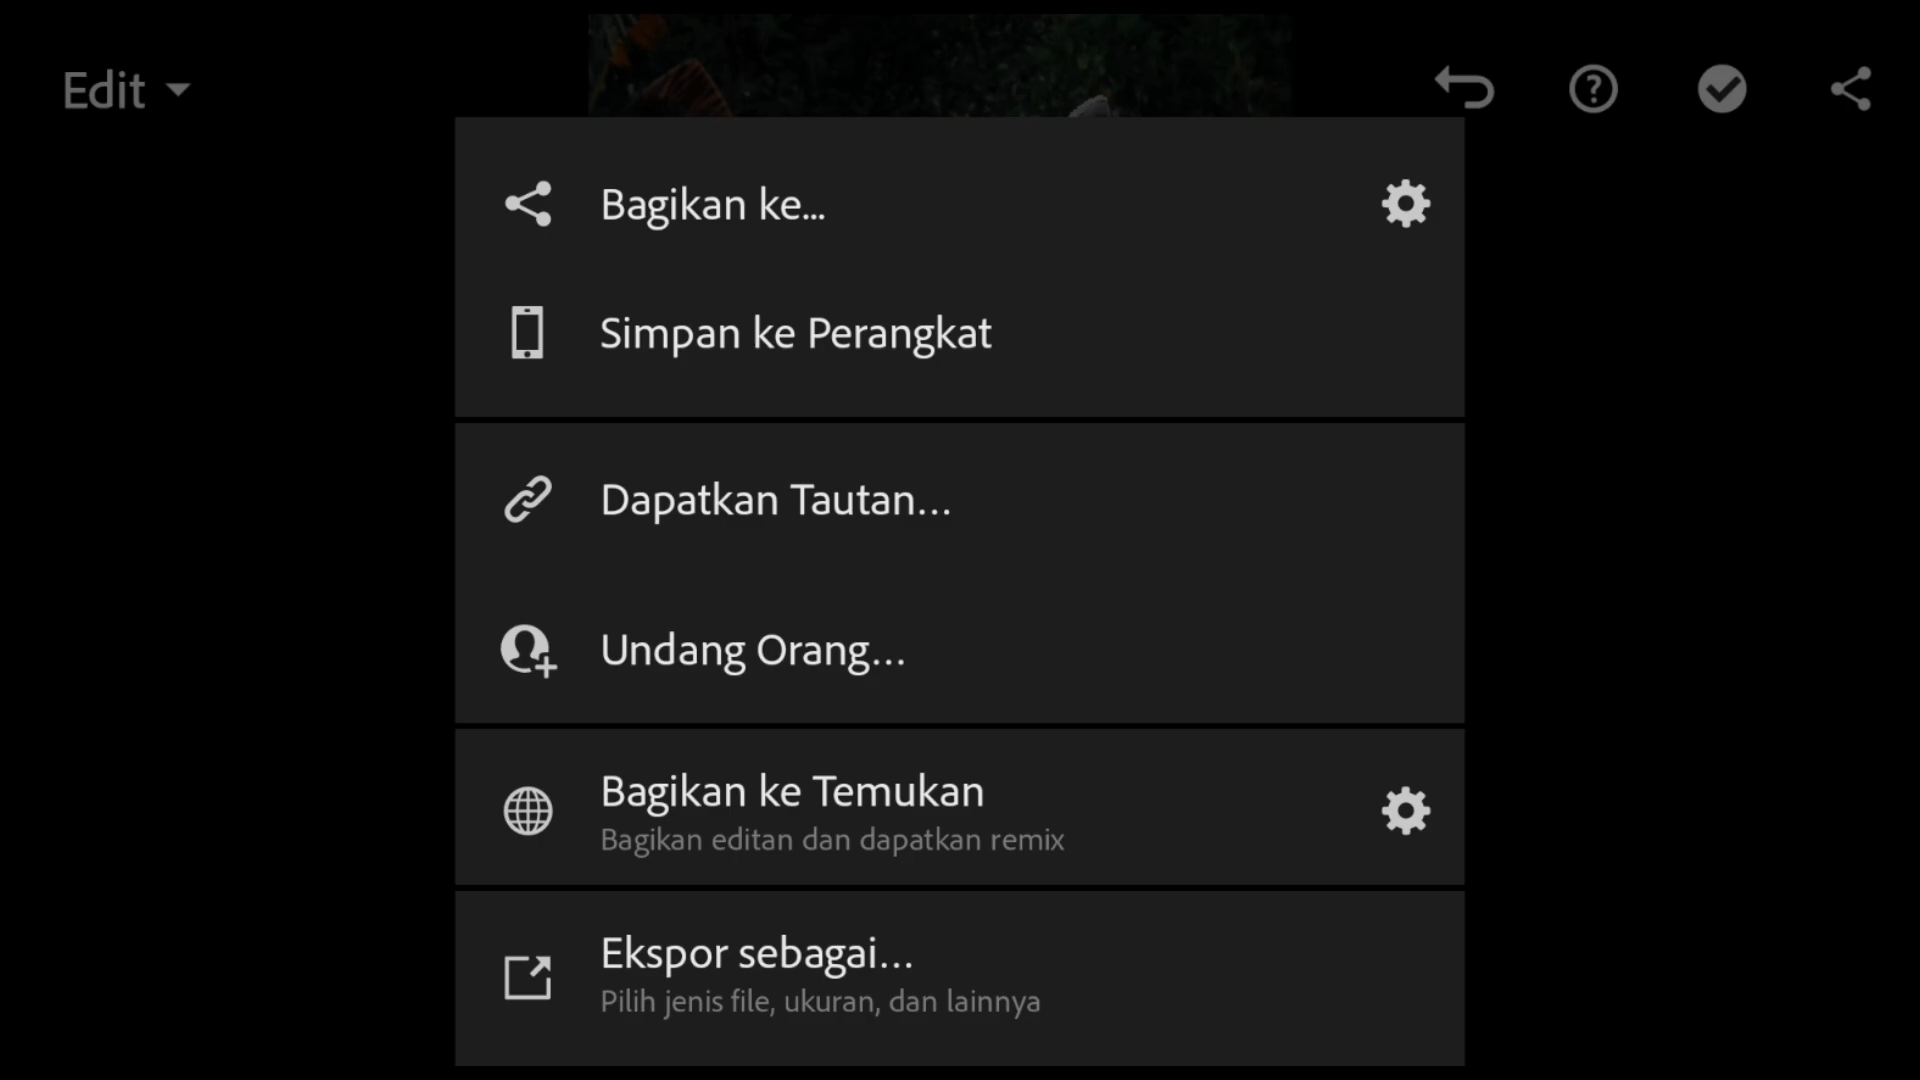 Edit
Bagikan ke...
Simpan ke Perangkat
Dapatkan Tautan...
Undang Orang...
Bagikan ke Temukan
Bagikan editan dan dapatkan remix
Ekspor sebagai...
Pilih jenis file, ukuran, dan lainnya